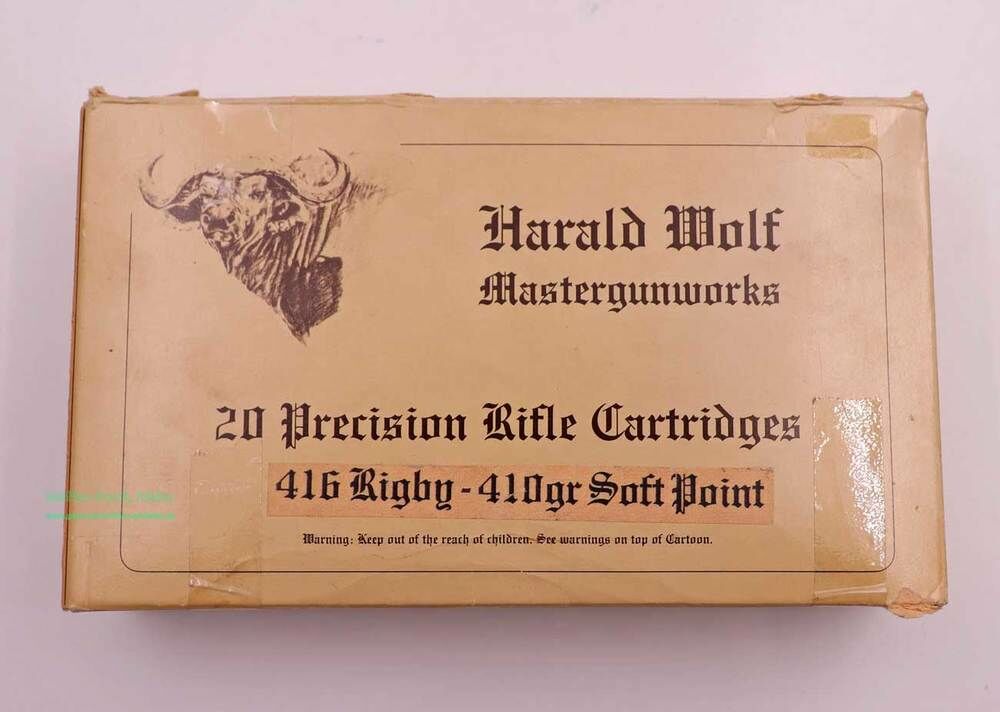 Harald Wolf
Mastergunworks
20 Precision Rifle Cartridges
416 Rigby - 410gr Soft Point
Warning: Keep out of the reach of children. See warnings on top of Cartoon.